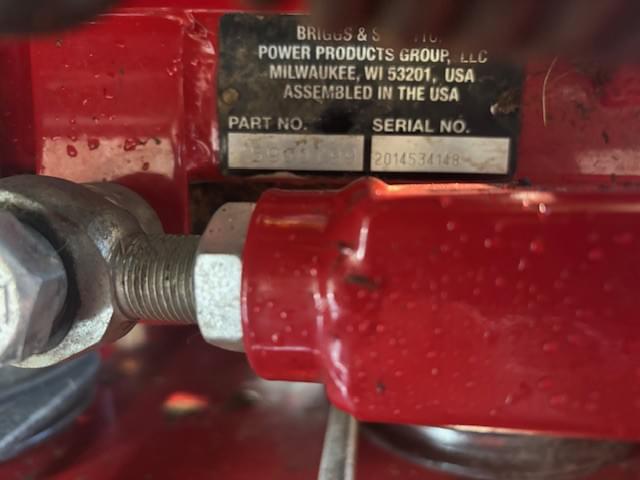 BRIGGS & S
POWER PRODUCTS GROUP, LLC
MILWAUKEE, WI 53201, USA
ASSEMBLED IN THE USA
PART NO. SERIAL NO.
2014534148